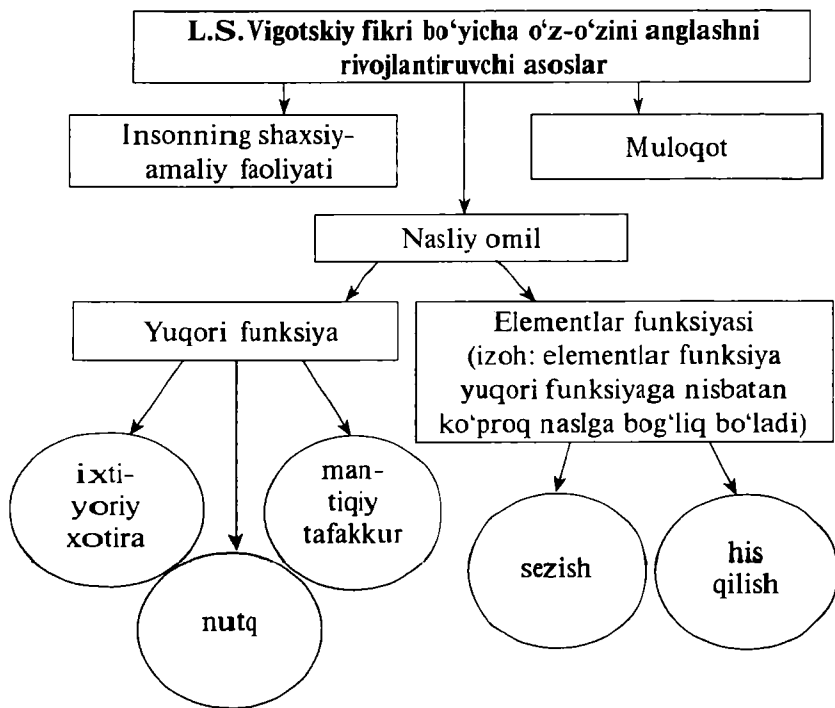 L.S.Vigotskiy fikri bo‘yicha o‘z-o‘zini anglashni
rivojlantiruvchi asoslar
Insonning shaxsiy-
amaliy faoliyati
Muloqot
Nasliy omil
Yuqori funksiya
Elementlar funksiyasi
(izoh: elementlar funksiya
yuqori funksiyaga nisbatan
ko‘proq naslga bog‘liq bo‘ladi)
ixti-
yoriy
xotira
nutq
man-
tiqiy
tafakkur
sezish
his
qilish